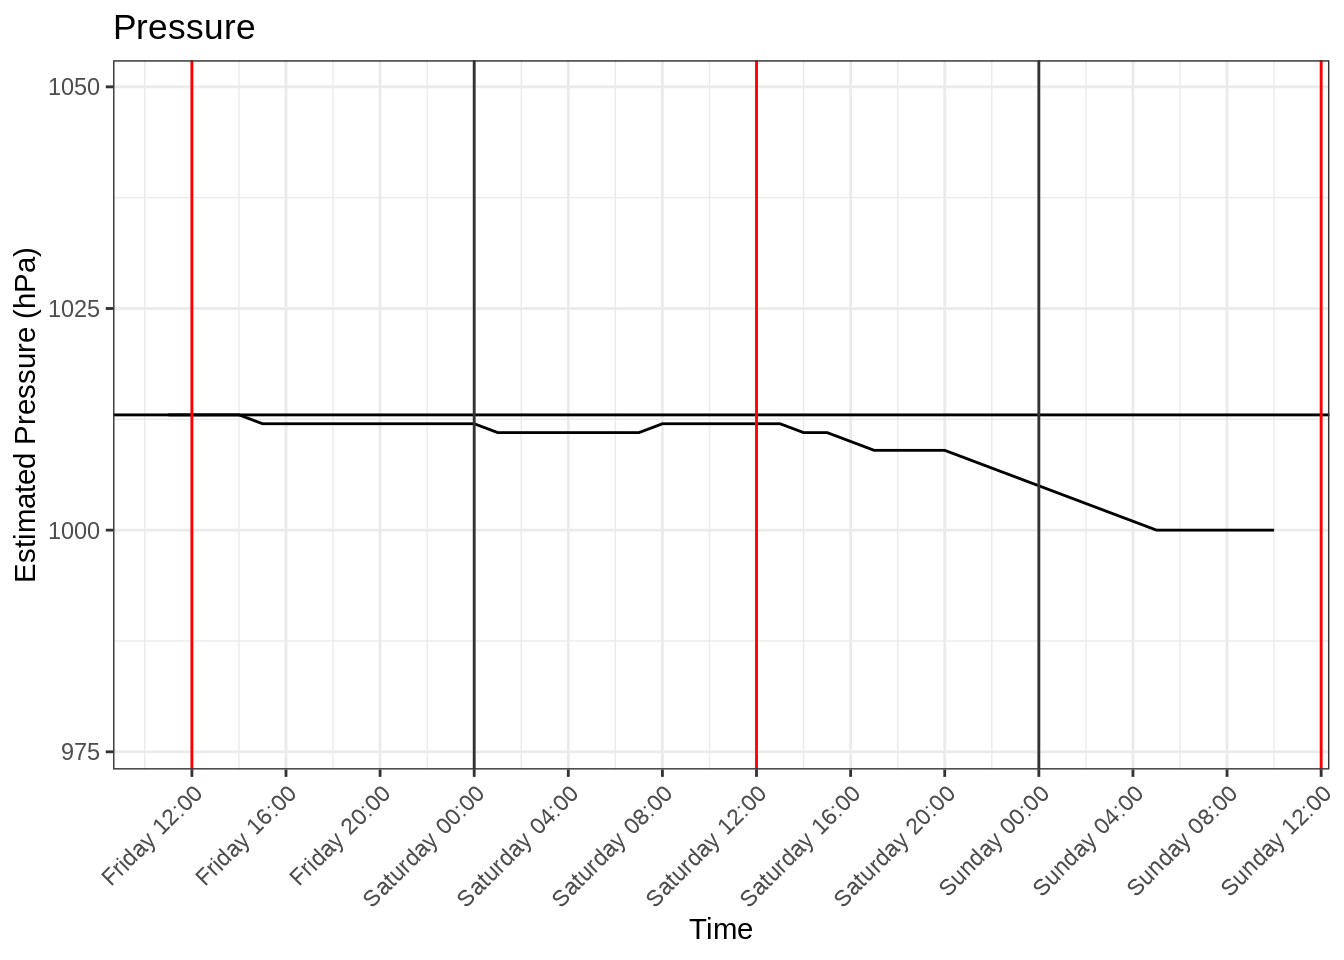 Pressure
Estimated Pressure (hPa)
1050
1025
1000
975
Friday 12:00
Friday 16:00
Friday 20:00
Saturday 00:00
Saturday 04:00
Saturday 08:00
Saturday 12:00
Saturday 16:00
Saturday 20:00
Sunday 00:00
Sunday 04:00
Sunday 08:00
Sunday 12:00
Time